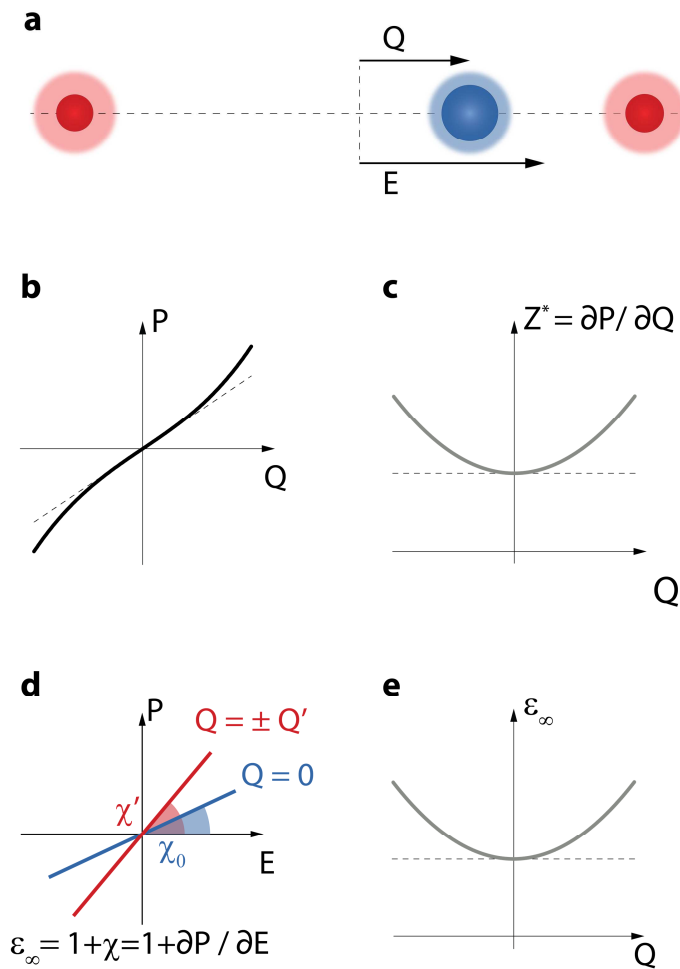 a
Q
E
b
P
Q
c
Z* = ∂P/ ∂Q
Q
d
P
Q = ± Q′
Q = 0
χ′
χ₀
E
ε∞ = 1+χ=1+∂P / ∂E
e
ε∞
Q